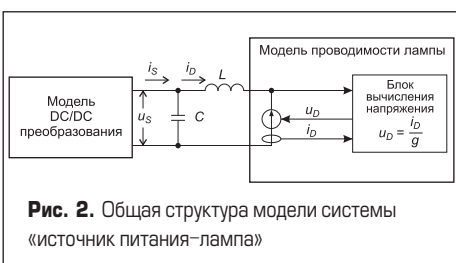 Модель проводимости лампы
i_S
i_D
L
Модель
DC/DC
преобразования
u_S
C
u_D
i_D
Блок
вычисления
напряжения
u_D = i_D / g
Рис. 2. Общая структура модели системы
«источник питания–лампа»